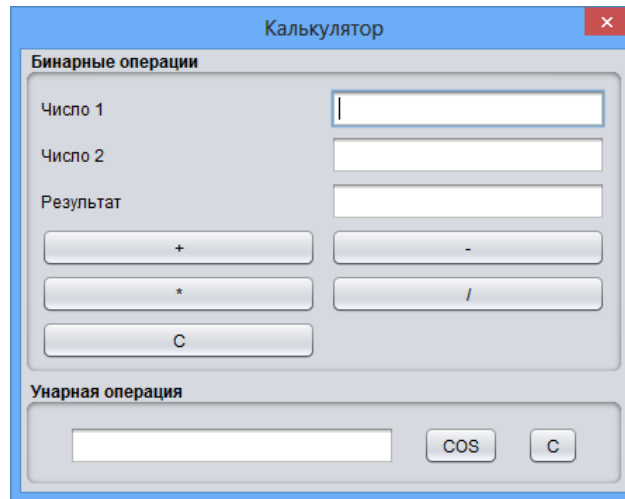 Калькулятор
Бинарные операции
Число 1
Число 2
Результат
+ -
* /
C
Унарная операция
COS C